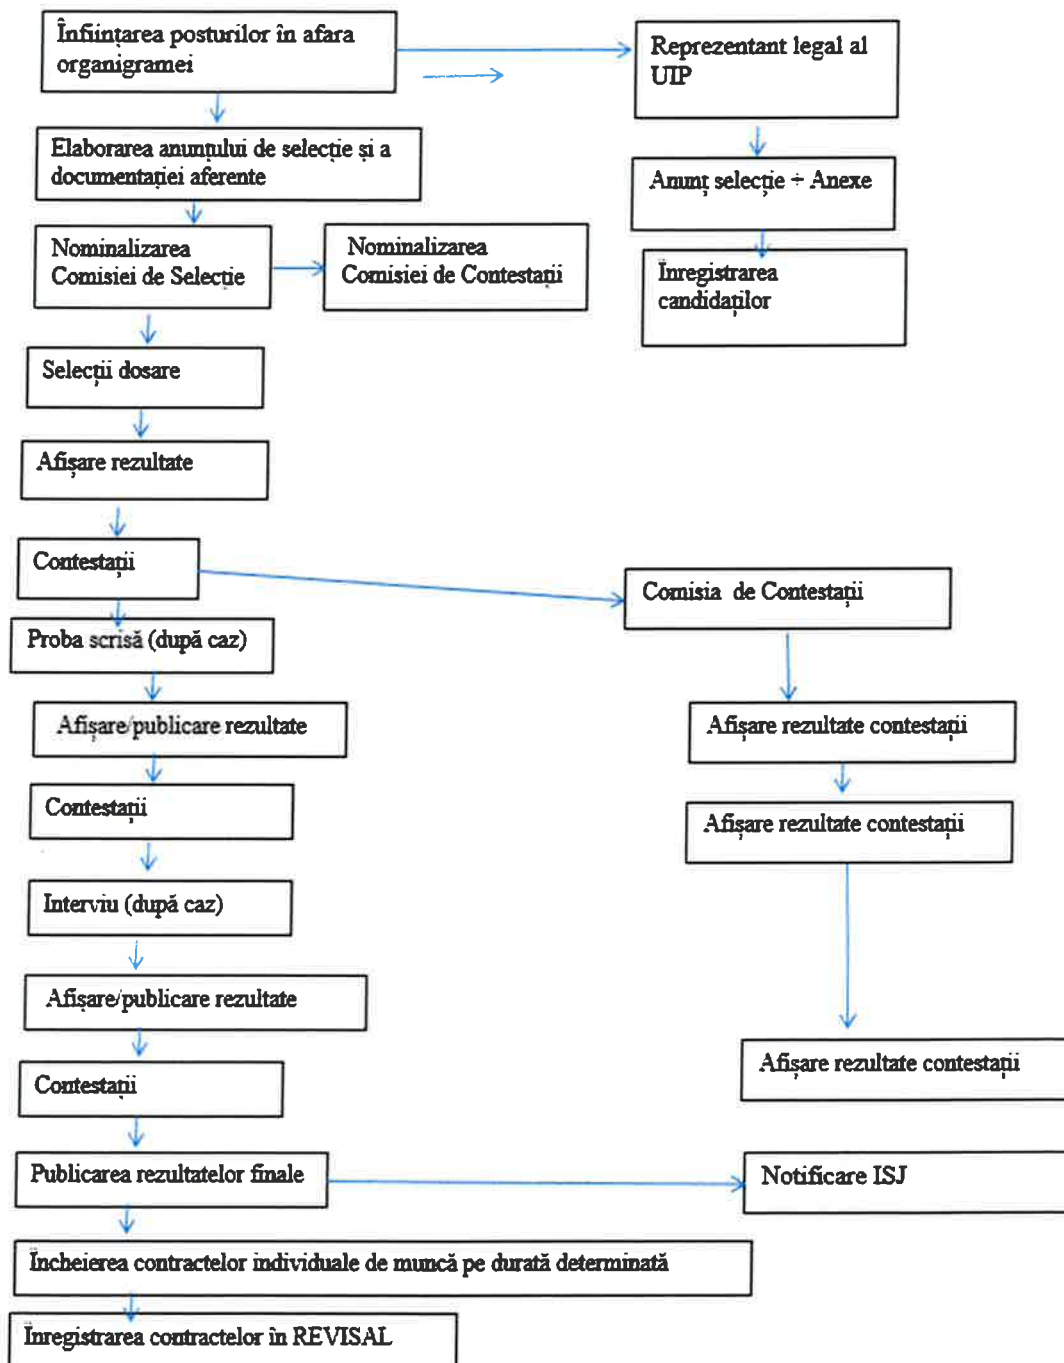 Înființarea posturilor în afara
organigramei
Reprezentant legal al
UIP
Elaborarea anunțului de selecție și a
documentației aferente
Anunț selecție + Anexe
Nominalizarea
Comisiei de Selecție
Nominalizarea
Comisiei de Contestații
Înregistrarea
candidaților
Selecții dosare
Afișare rezultate
Contestații
Comisia de Contestații
Proba scrisă (după caz)
Afișare/publicare rezultate
Afișare rezultate contestații
Contestații
Afișare rezultate contestații
Interviu (după caz)
Afișare/publicare rezultate
Contestații
Afișare rezultate contestații
Publicarea rezultatelor finale
Notificare ISJ
Încheierea contractelor individuale de muncă pe durată determinată
Înregistrarea contractelor în REVISAL